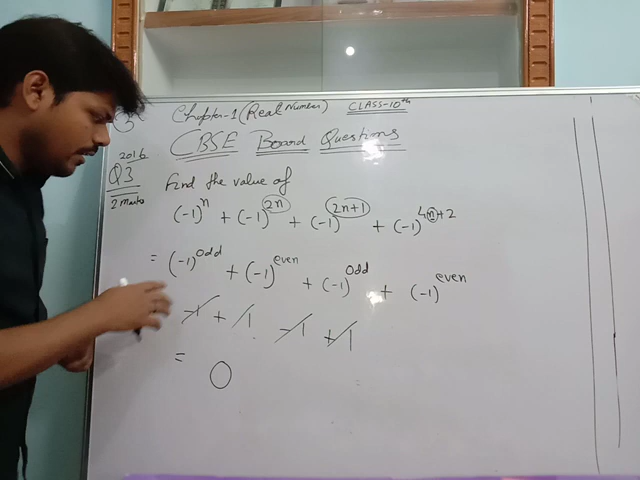 Chapter-1 (Real Number) CLASS-10th
CBSE Board Questions
2016
Q3 Find the value of
2 Marks
(-1)^n + (-1)^2n + (-1)^2n+1 + (-1)^4n+2
= (-1)^odd + (-1)^even + (-1)^odd + (-1)^even
-1 + 1 -1 +1
= 0